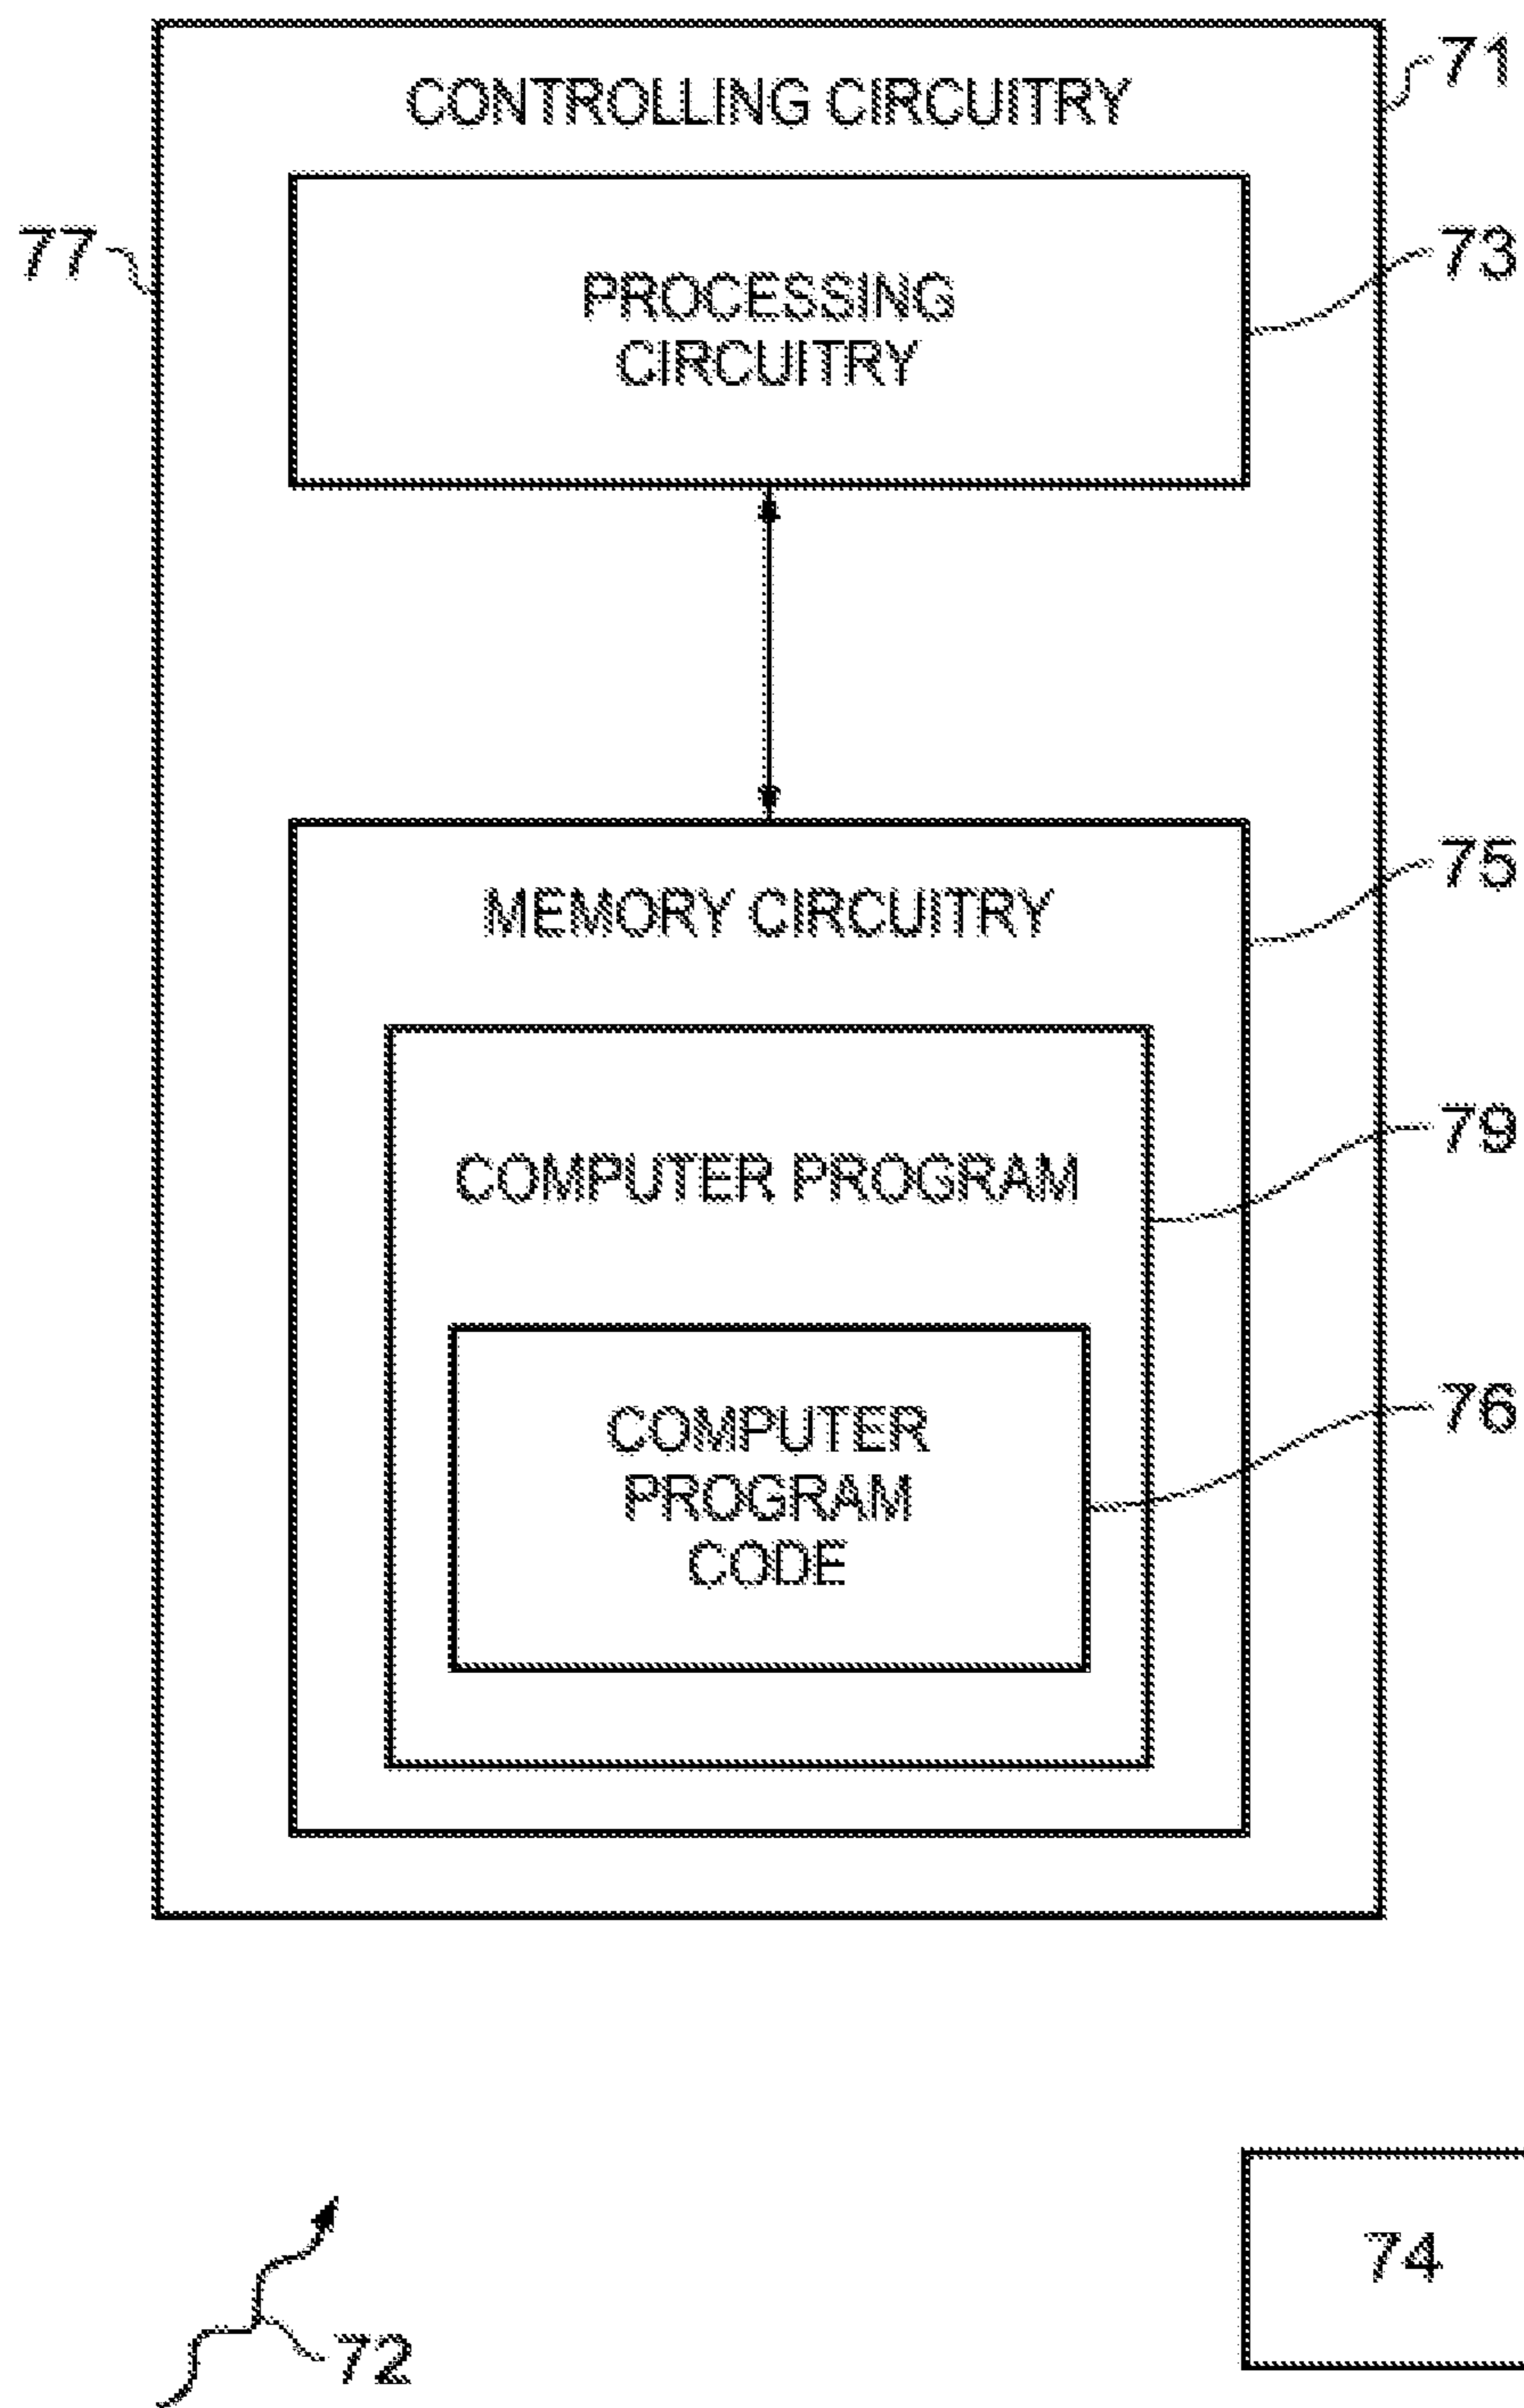 71
CONTROLLING CIRCUITRY
77
73
PROCESSING
CIRCUITRY
75
MEMORY CIRCUITRY
79
COMPUTER PROGRAM
76
COMPUTER
PROGRAM
CODE
74
72